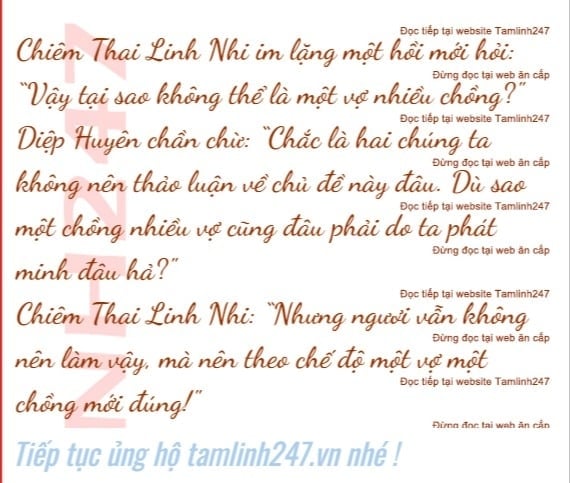 Đọc tiếp tại website Tamlinh247
Chiêm Thai Linh Nhi im lặng một hồi mới hỏi:
Đừng đọc tại web ăn cắp
“Vậy tại sao không thể là một vợ nhiều chồng?”
Đọc tiếp tại website Tamlinh247
Diệp Huyên chần chừ: “Chắc là hai chúng ta
Đừng đọc tại web ăn cắp
không nên thảo luận về chủ đề này đâu. Dù sao
Đọc tiếp tại website Tamlinh247
một chồng nhiều vợ cũng đâu phải do ta phát
Đừng đọc tại web ăn cắp
minh đâu hả?”
Đọc tiếp tại website Tamlinh247
Chiêm Thai Linh Nhi: “Nhưng ngươi vẫn không
Đừng đọc tại web ăn cắp
nên làm vậy, mà nên theo chế độ một vợ một
Đọc tiếp tại website Tamlinh247
chồng mới đúng!”
Đừng đọc tại web ăn cắp
NH247
Tiếp tục ủng hộ tamlinh247.vn nhé !